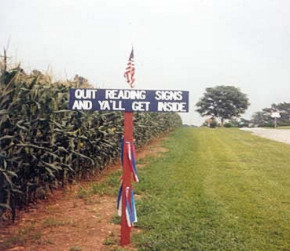 QUIT READING SIGNS
AND YA'LL GET INSIDE